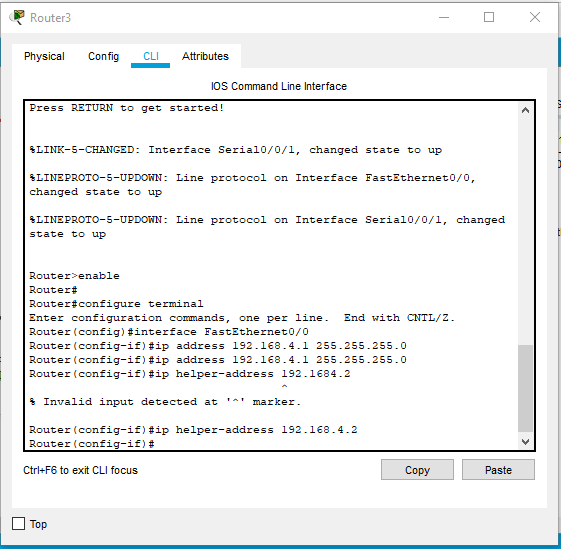 Router3
Physical Config CLI Attributes
IOS Command Line Interface
Press RETURN to get started!
%LINK-5-CHANGED: Interface Serial0/0/1, changed state to up
%LINEPROTO-5-UPDOWN: Line protocol on Interface FastEthernet0/0,
changed state to up
%LINEPROTO-5-UPDOWN: Line protocol on Interface Serial0/0/1, changed
state to up
Router>enable
Router#
Router#configure terminal
Enter configuration commands, one per line.  End with CNTL/Z.
Router(config)#interface FastEthernet0/0
Router(config-if)#ip address 192.168.4.1 255.255.255.0
Router(config-if)#ip address 192.168.4.1 255.255.255.0
Router(config-if)#ip helper-address 192.1684.2
^
% Invalid input detected at '^' marker.
Router(config-if)#ip helper-address 192.168.4.2
Router(config-if)#
Ctrl+F6 to exit CLI focus
Copy Paste
Top